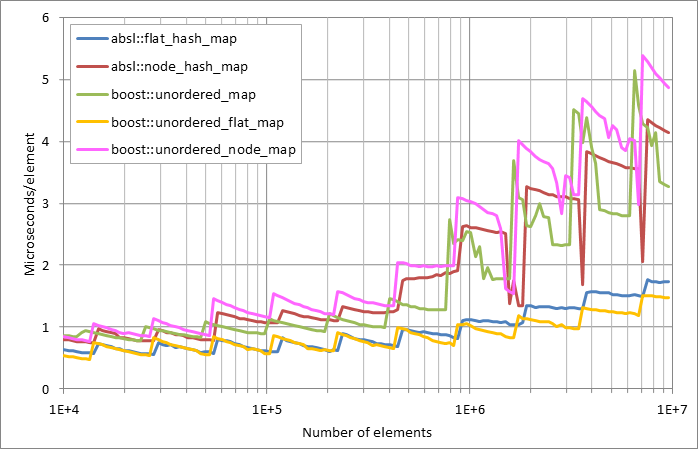 6
5
4
3
2
1
0
Microseconds/element
absl::flat_hash_map
absl::node_hash_map
boost::unordered_map
boost::unordered_flat_map
boost::unordered_node_map
1E+4
1E+5
1E+6
1E+7
Number of elements